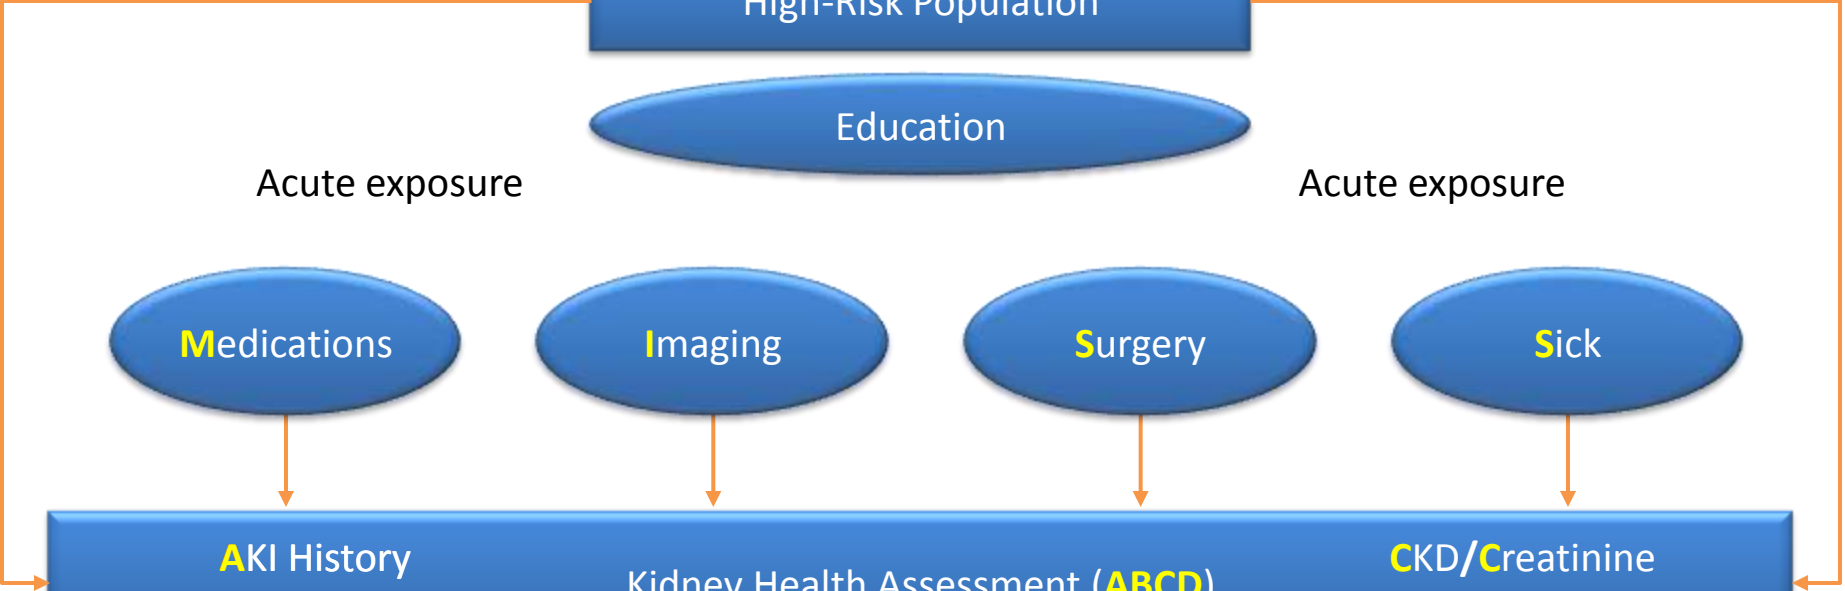 High-Risk Population
Education
Acute exposure
Acute exposure
Medications
Imaging
Surgery
Sick
AKI History
CKD/Creatinine
Kidney Health Assessment (ABCD)